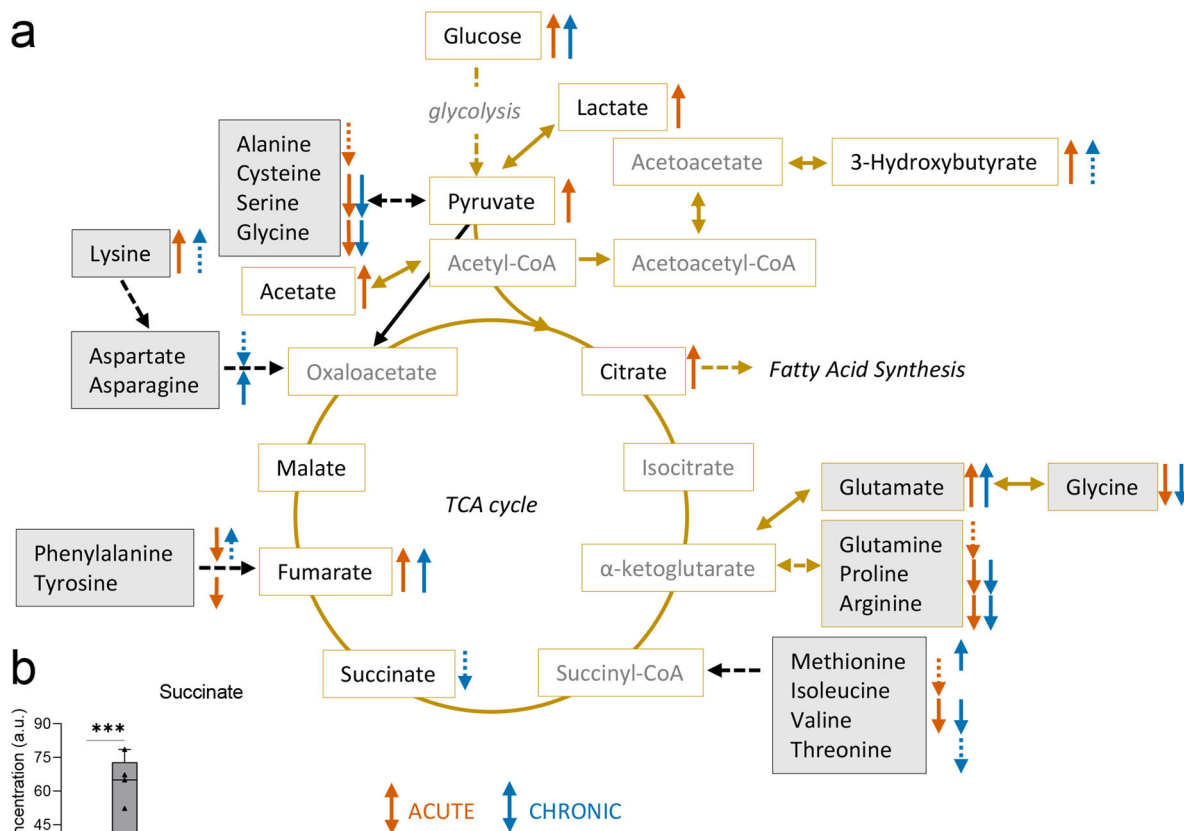 a
Glucose
glycolysis
Lactate
Alanine
Cysteine
Serine
Glycine
Acetoacetate
3-Hydroxybutyrate
Pyruvate
Lysine
Acetyl-CoA
Acetoacetyl-CoA
Acetate
Aspartate
Asparagine
Oxaloacetate
Citrate
Fatty Acid Synthesis
Malate
Isocitrate
TCA cycle
Glutamate
Glycine
Phenylalanine
Tyrosine
Fumarate
α-ketoglutarate
Glutamine
Proline
Arginine
Succinate
Succinyl-CoA
Methionine
Isoleucine
Valine
Threonine
b
Succinate
***
90
75
60
45
(a.u.)
ACUTE
CHRONIC